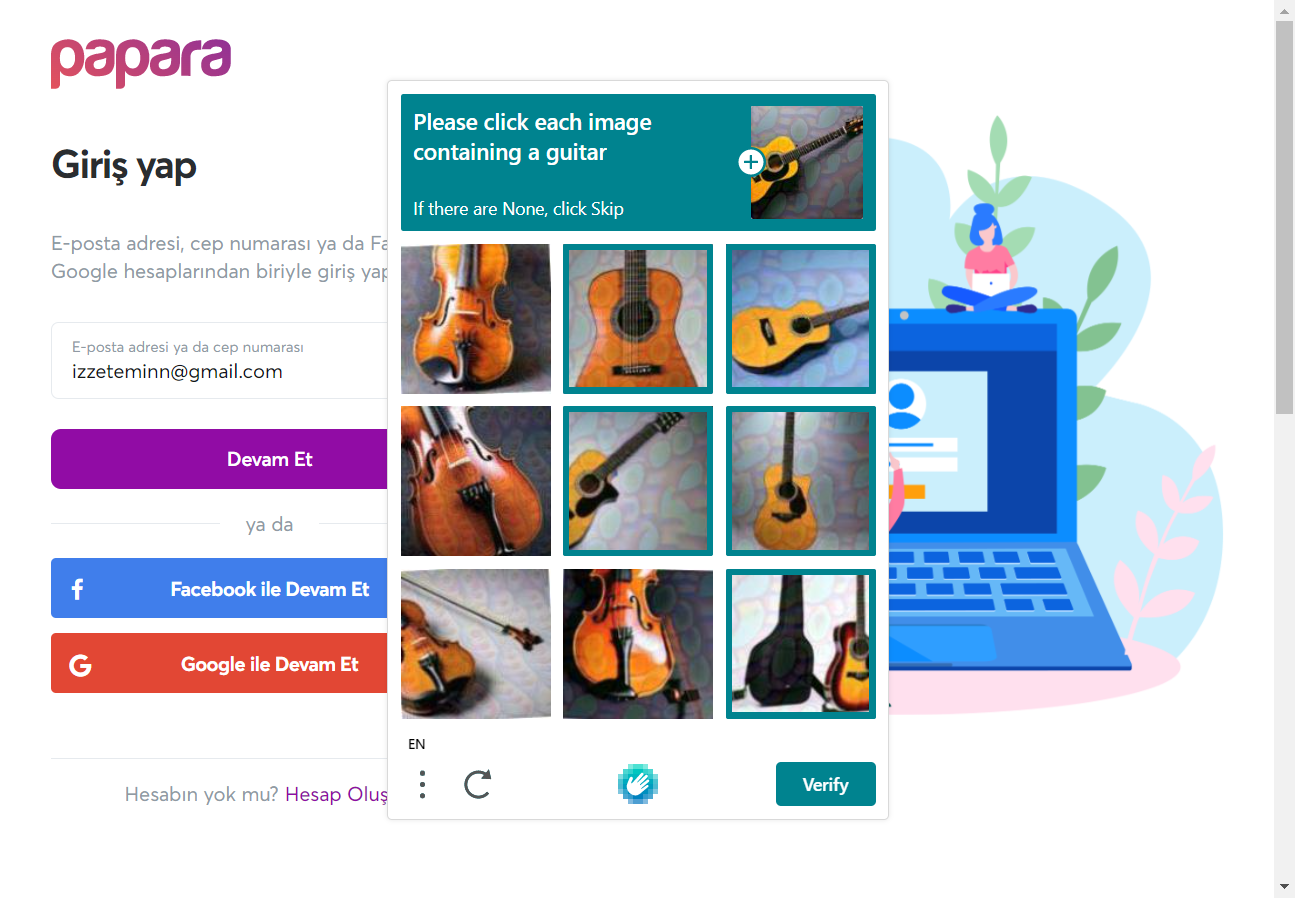 papara
Giriş yap
E-posta adresi, cep numarası ya da Fa
Google hesaplarından biriyle giriş yap
E-posta adresi ya da cep numarası
izzeteminn@gmail.com
Devam Et
ya da
Facebook ile Devam Et
Google ile Devam Et
Hesabın yok mu? Hesap Oluş
Please click each image
containing a guitar
If there are None, click Skip
EN
Verify